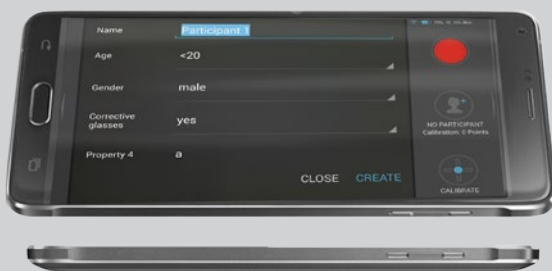 Name Participant 1
Age <20
Gender male
Corrective
glasses yes
Property 4 a
CLOSE CREATE
NO PARTICIPANT
Calibration: 0 Points
CALIBRATE